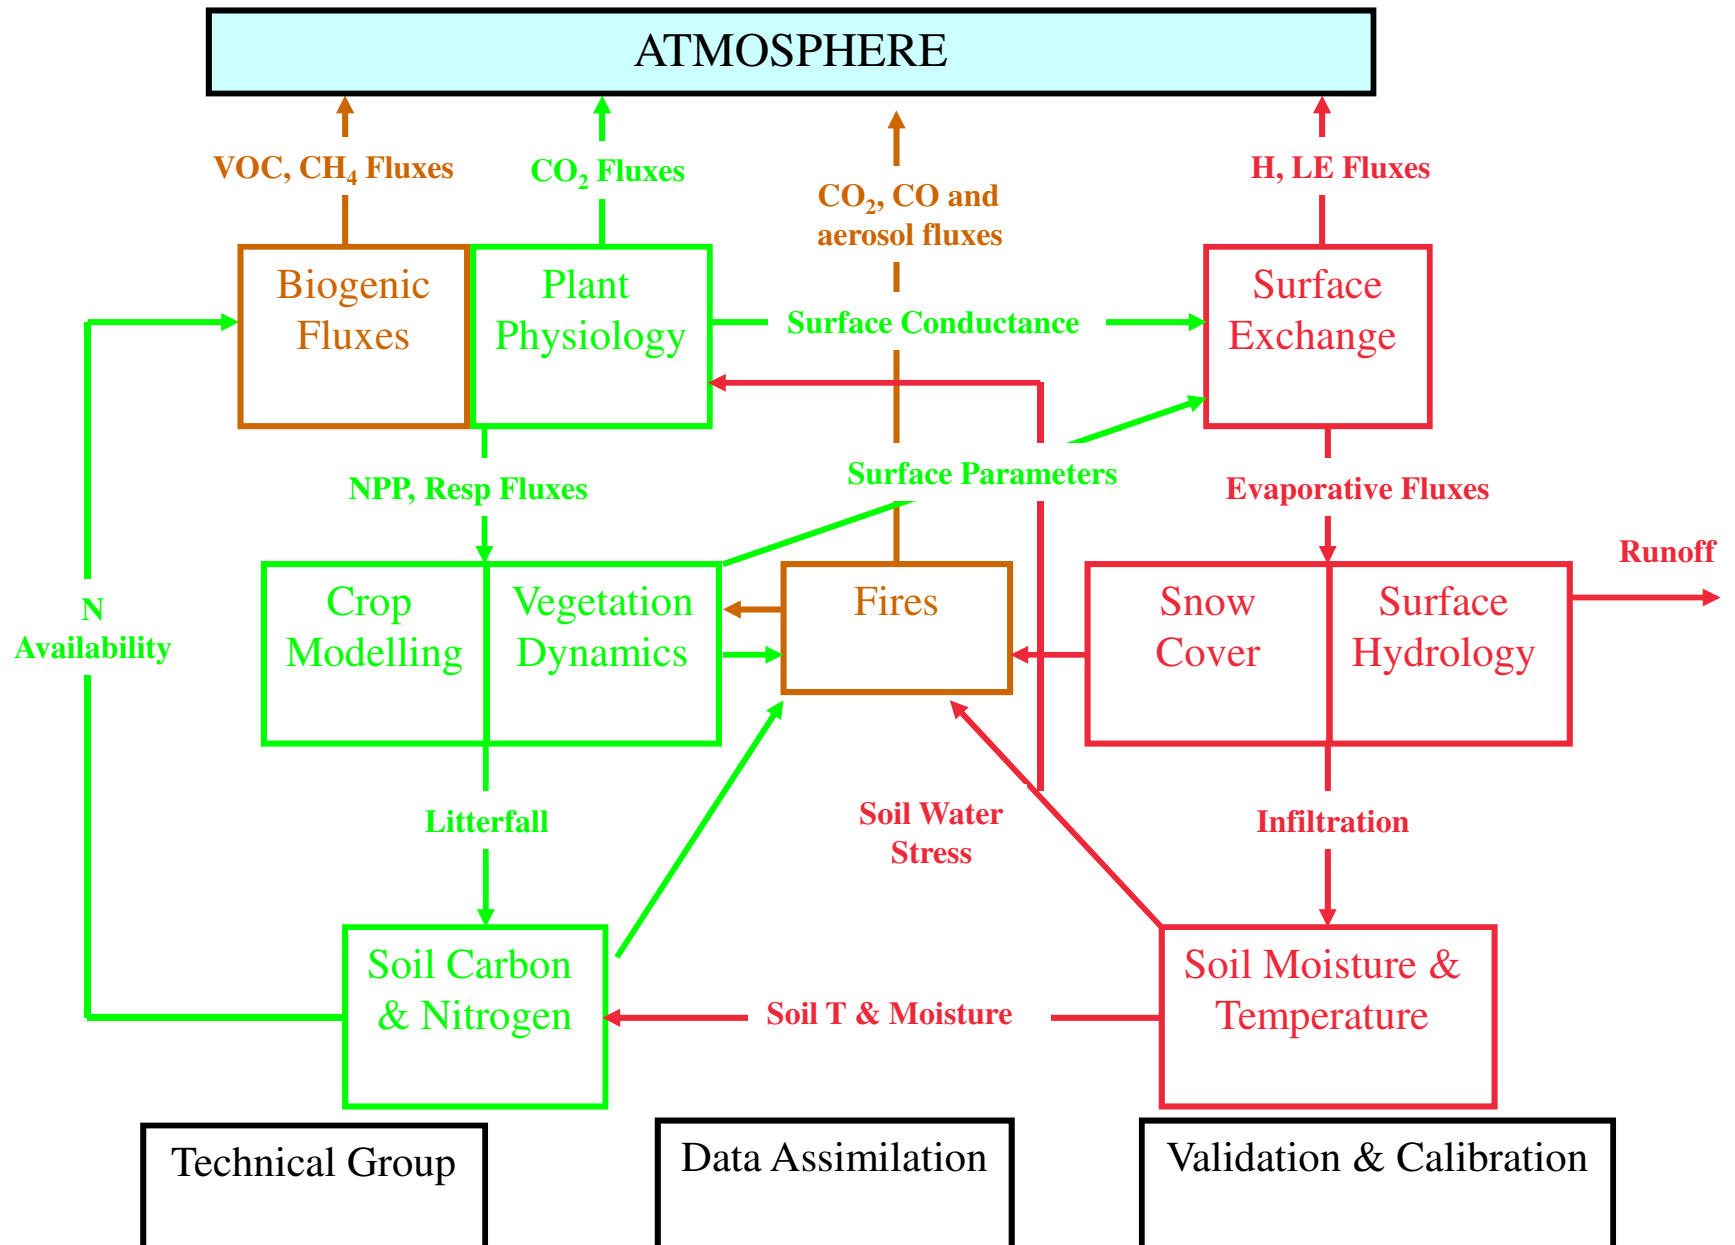 ATMOSPHERE
VOC, CH₄ Fluxes
CO₂ Fluxes
CO₂, CO and
aerosol fluxes
H, LE Fluxes
Biogenic
Fluxes
Plant
Physiology
Surface Conductance
Surface
Exchange
NPP, Resp Fluxes
Surface Parameters
Evaporative Fluxes
Runoff
N
Availability
Crop
Modelling
Vegetation
Dynamics
Fires
Snow
Cover
Surface
Hydrology
Litterfall
Soil Water
Stress
Infiltration
Soil Carbon
& Nitrogen
Soil T & Moisture
Soil Moisture &
Temperature
Technical Group
Data Assimilation
Validation & Calibration